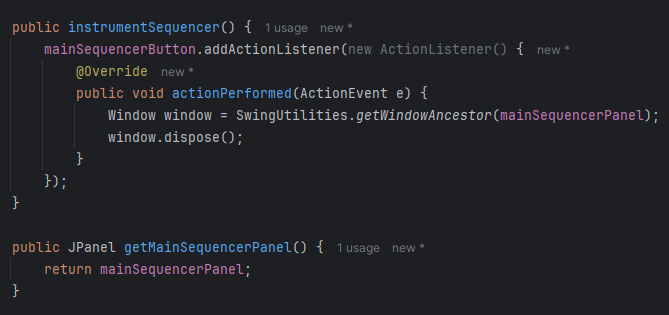 public instrumentSequencer() { 1 usage new *
mainSequencerButton.addActionListener(new ActionListener() { new *
@Override new *
public void actionPerformed(ActionEvent e) {
Window window = SwingUtilities.getWindowAncestor(mainSequencerPanel);
window.dispose();
}
});
}
public JPanel getMainSequencerPanel() { 1 usage new *
return mainSequencerPanel;
}